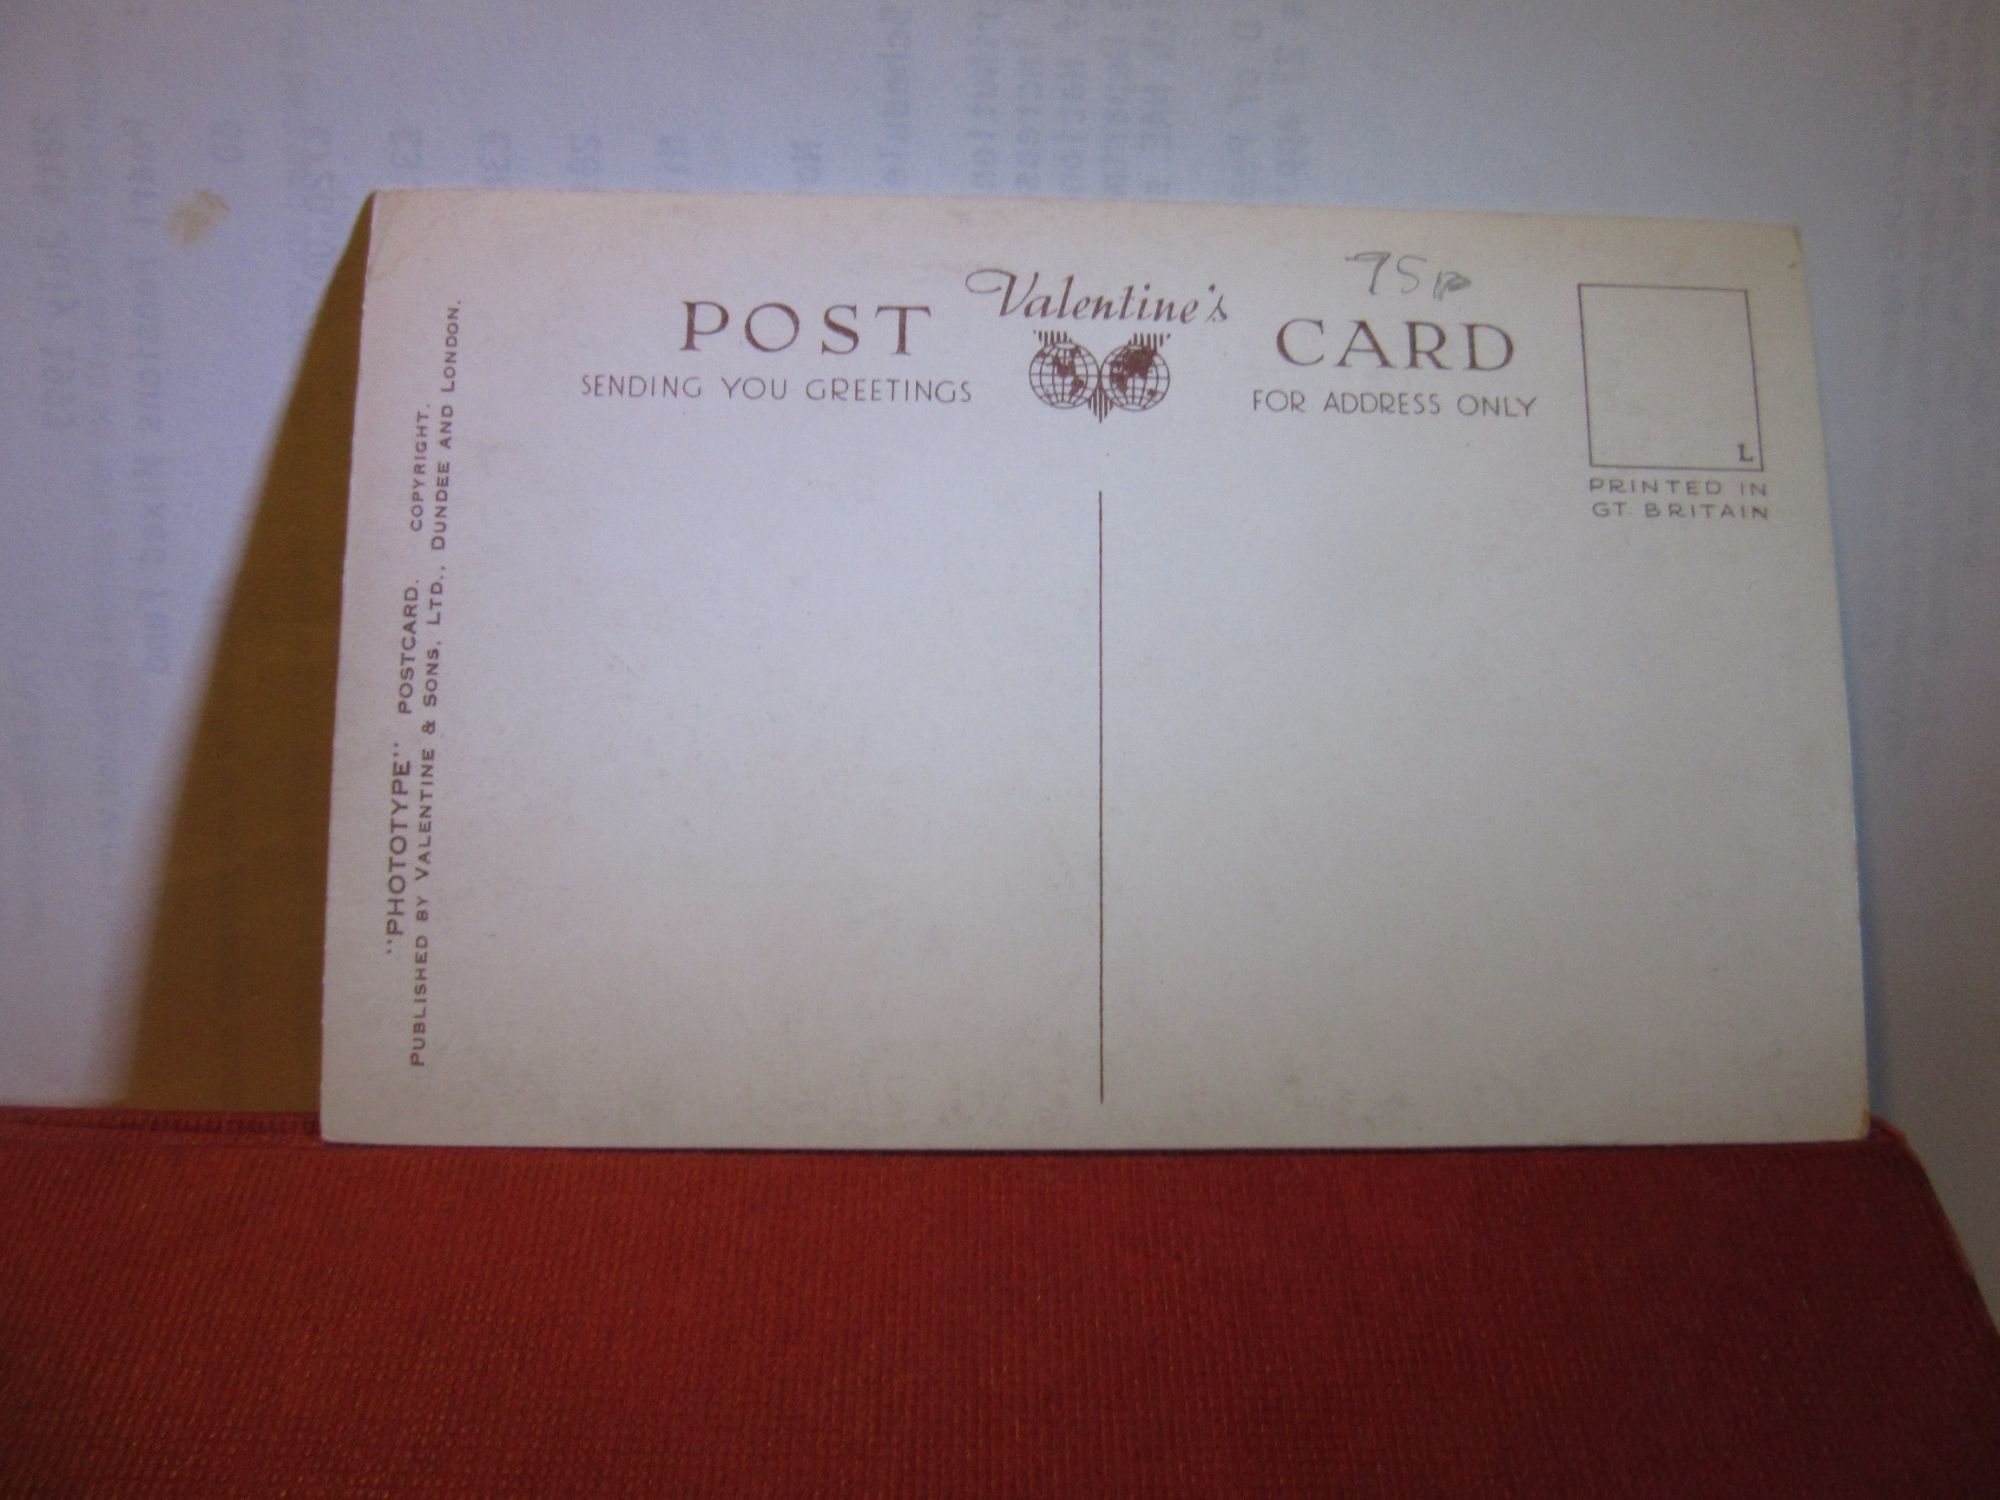 75p
Valentine's
POST CARD
SENDING YOU GREETINGS
FOR ADDRESS ONLY
L
PRINTED IN
GT. BRITAIN
"PHOTOTYPE" POSTCARD. COPYRIGHT.
PUBLISHED BY VALENTINE & SONS, LTD., DUNDEE AND LONDON.